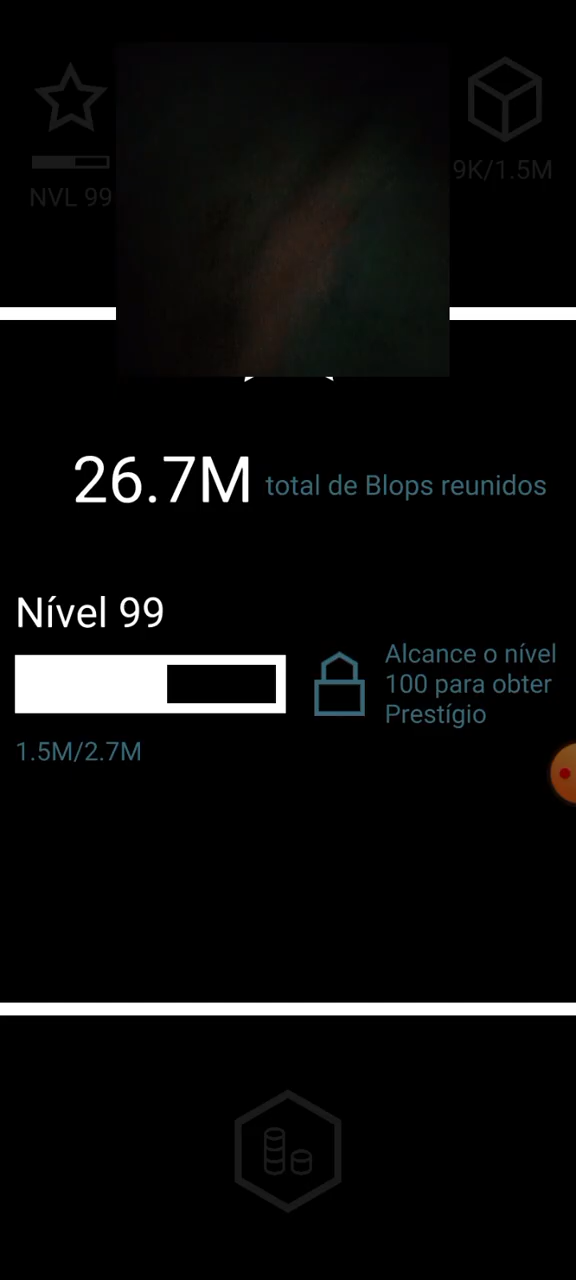 NVL 99
9K/1.5M
26.7M total de Blops reunidos
Nível 99
Alcance o nível
100 para obter
Prestígio
1.5M/2.7M